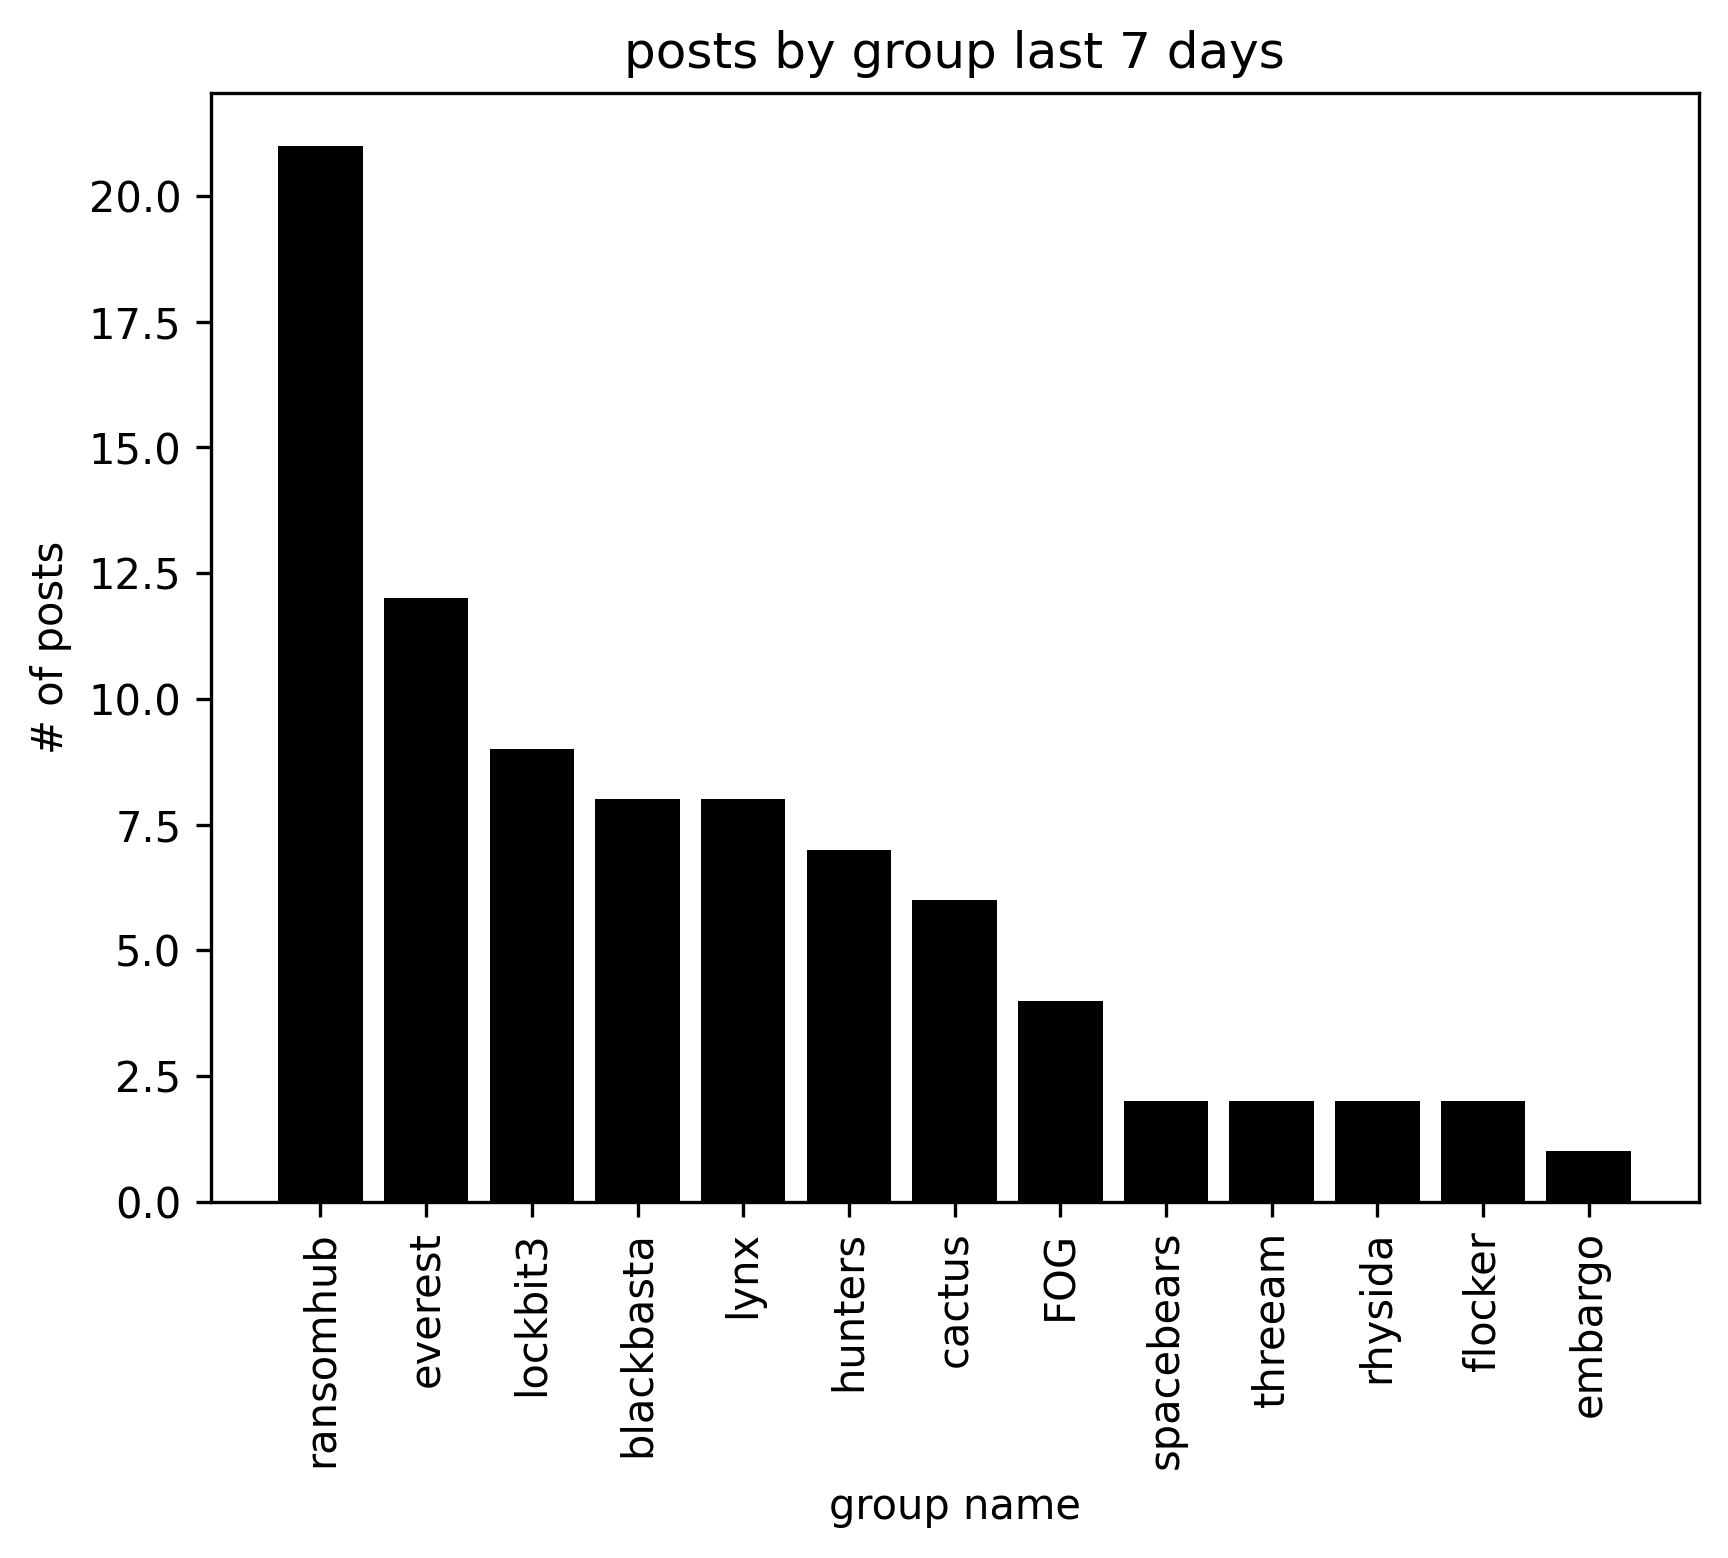 posts by group last 7 days
# of posts
20.0
17.5
15.0
12.5
10.0
7.5
5.0
2.5
0.0
ransomhub
everest
lockbit3
blackbasta
lynx
hunters
cactus
FOG
spacebears
threeam
rhysida
flocker
embargo
group name